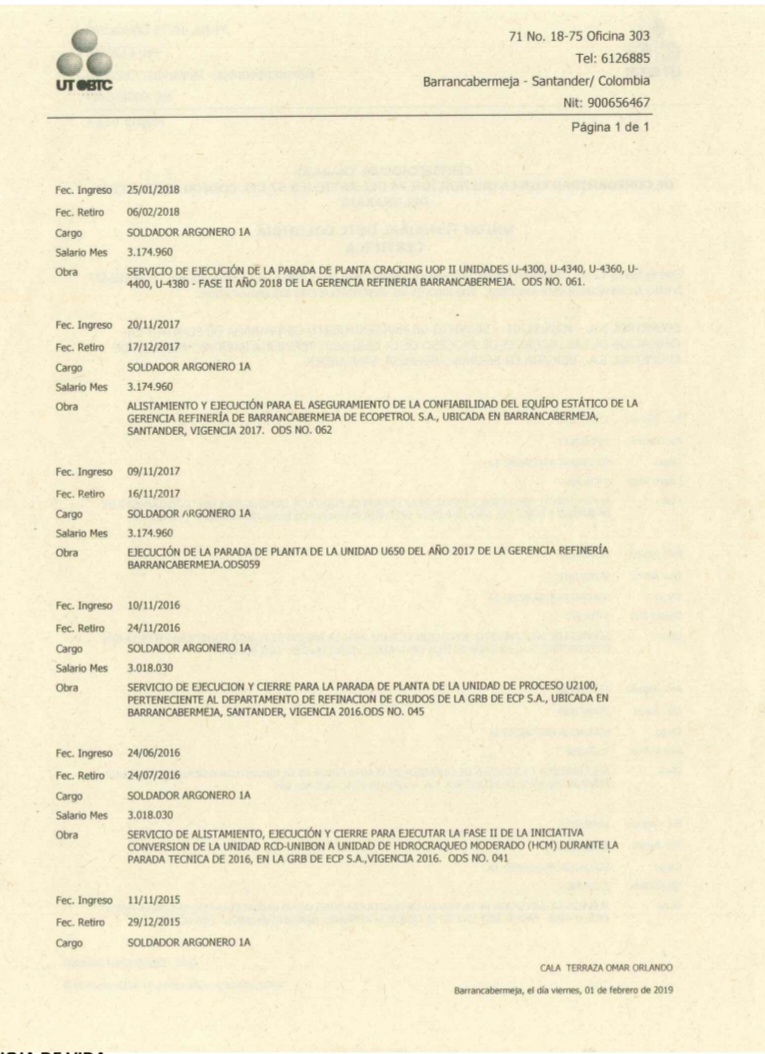 UT OBTC
71 No. 18-75 Oficina 303
Tel: 6126885
Barrancabermeja - Santander/ Colombia
Nit: 900656467
Página 1 de 1
Fec. Ingreso 25/01/2018
Fec. Retiro 06/02/2018
Cargo SOLDADOR ARGONERO 1A
Salario Mes 3.174.960
Obra SERVICIO DE EJECUCIÓN DE LA PARADA DE PLANTA CRACKING UOP II UNIDADES U-4300, U-4340, U-4360, U-
4400, U-4380 - FASE II AÑO 2018 DE LA GERENCIA REFINERIA BARRANCABERMEJA. ODS NO. 061.
Fec. Ingreso 20/11/2017
Fec. Retiro 17/12/2017
Cargo SOLDADOR ARGONERO 1A
Salario Mes 3.174.960
Obra ALISTAMIENTO Y EJECUCIÓN PARA EL ASEGURAMIENTO DE LA CONFIABILIDAD DEL EQUÍPO ESTÁTICO DE LA
GERENCIA REFINERÍA DE BARRANCABERMEJA DE ECOPETROL S.A., UBICADA EN BARRANCABERMEJA,
SANTANDER, VIGENCIA 2017. ODS NO. 062
Fec. Ingreso 09/11/2017
Fec. Retiro 16/11/2017
Cargo SOLDADOR ARGONERO 1A
Salario Mes 3.174.960
Obra EJECUCIÓN DE LA PARADA DE PLANTA DE LA UNIDAD U650 DEL AÑO 2017 DE LA GERENCIA REFINERÍA
BARRANCABERMEJA.ODS059
Fec. Ingreso 10/11/2016
Fec. Retiro 24/11/2016
Cargo SOLDADOR ARGONERO 1A
Salario Mes 3.018.030
Obra SERVICIO DE EJECUCION Y CIERRE PARA LA PARADA DE PLANTA DE LA UNIDAD DE PROCESO U2100,
PERTENECIENTE AL DEPARTAMENTO DE REFINACION DE CRUDOS DE LA GRB DE ECP S.A., UBICADA EN
BARRANCABERMEJA, SANTANDER, VIGENCIA 2016.ODS NO. 045
Fec. Ingreso 24/06/2016
Fec. Retiro 24/07/2016
Cargo SOLDADOR ARGONERO 1A
Salario Mes 3.018.030
Obra SERVICIO DE ALISTAMIENTO, EJECUCIÓN Y CIERRE PARA EJECUTAR LA FASE II DE LA INICIATIVA
CONVERSION DE LA UNIDAD RCD-UNIBON A UNIDAD DE HDROCRAQUEO MODERADO (HCM) DURANTE LA
PARADA TECNICA DE 2016, EN LA GRB DE ECP S.A.,VIGENCIA 2016. ODS NO. 041
Fec. Ingreso 11/11/2015
Fec. Retiro 29/12/2015
Cargo SOLDADOR ARGONERO 1A
CALA TERRAZA OMAR ORLANDO
Barrancabermeja, el día viernes, 01 de febrero de 2019